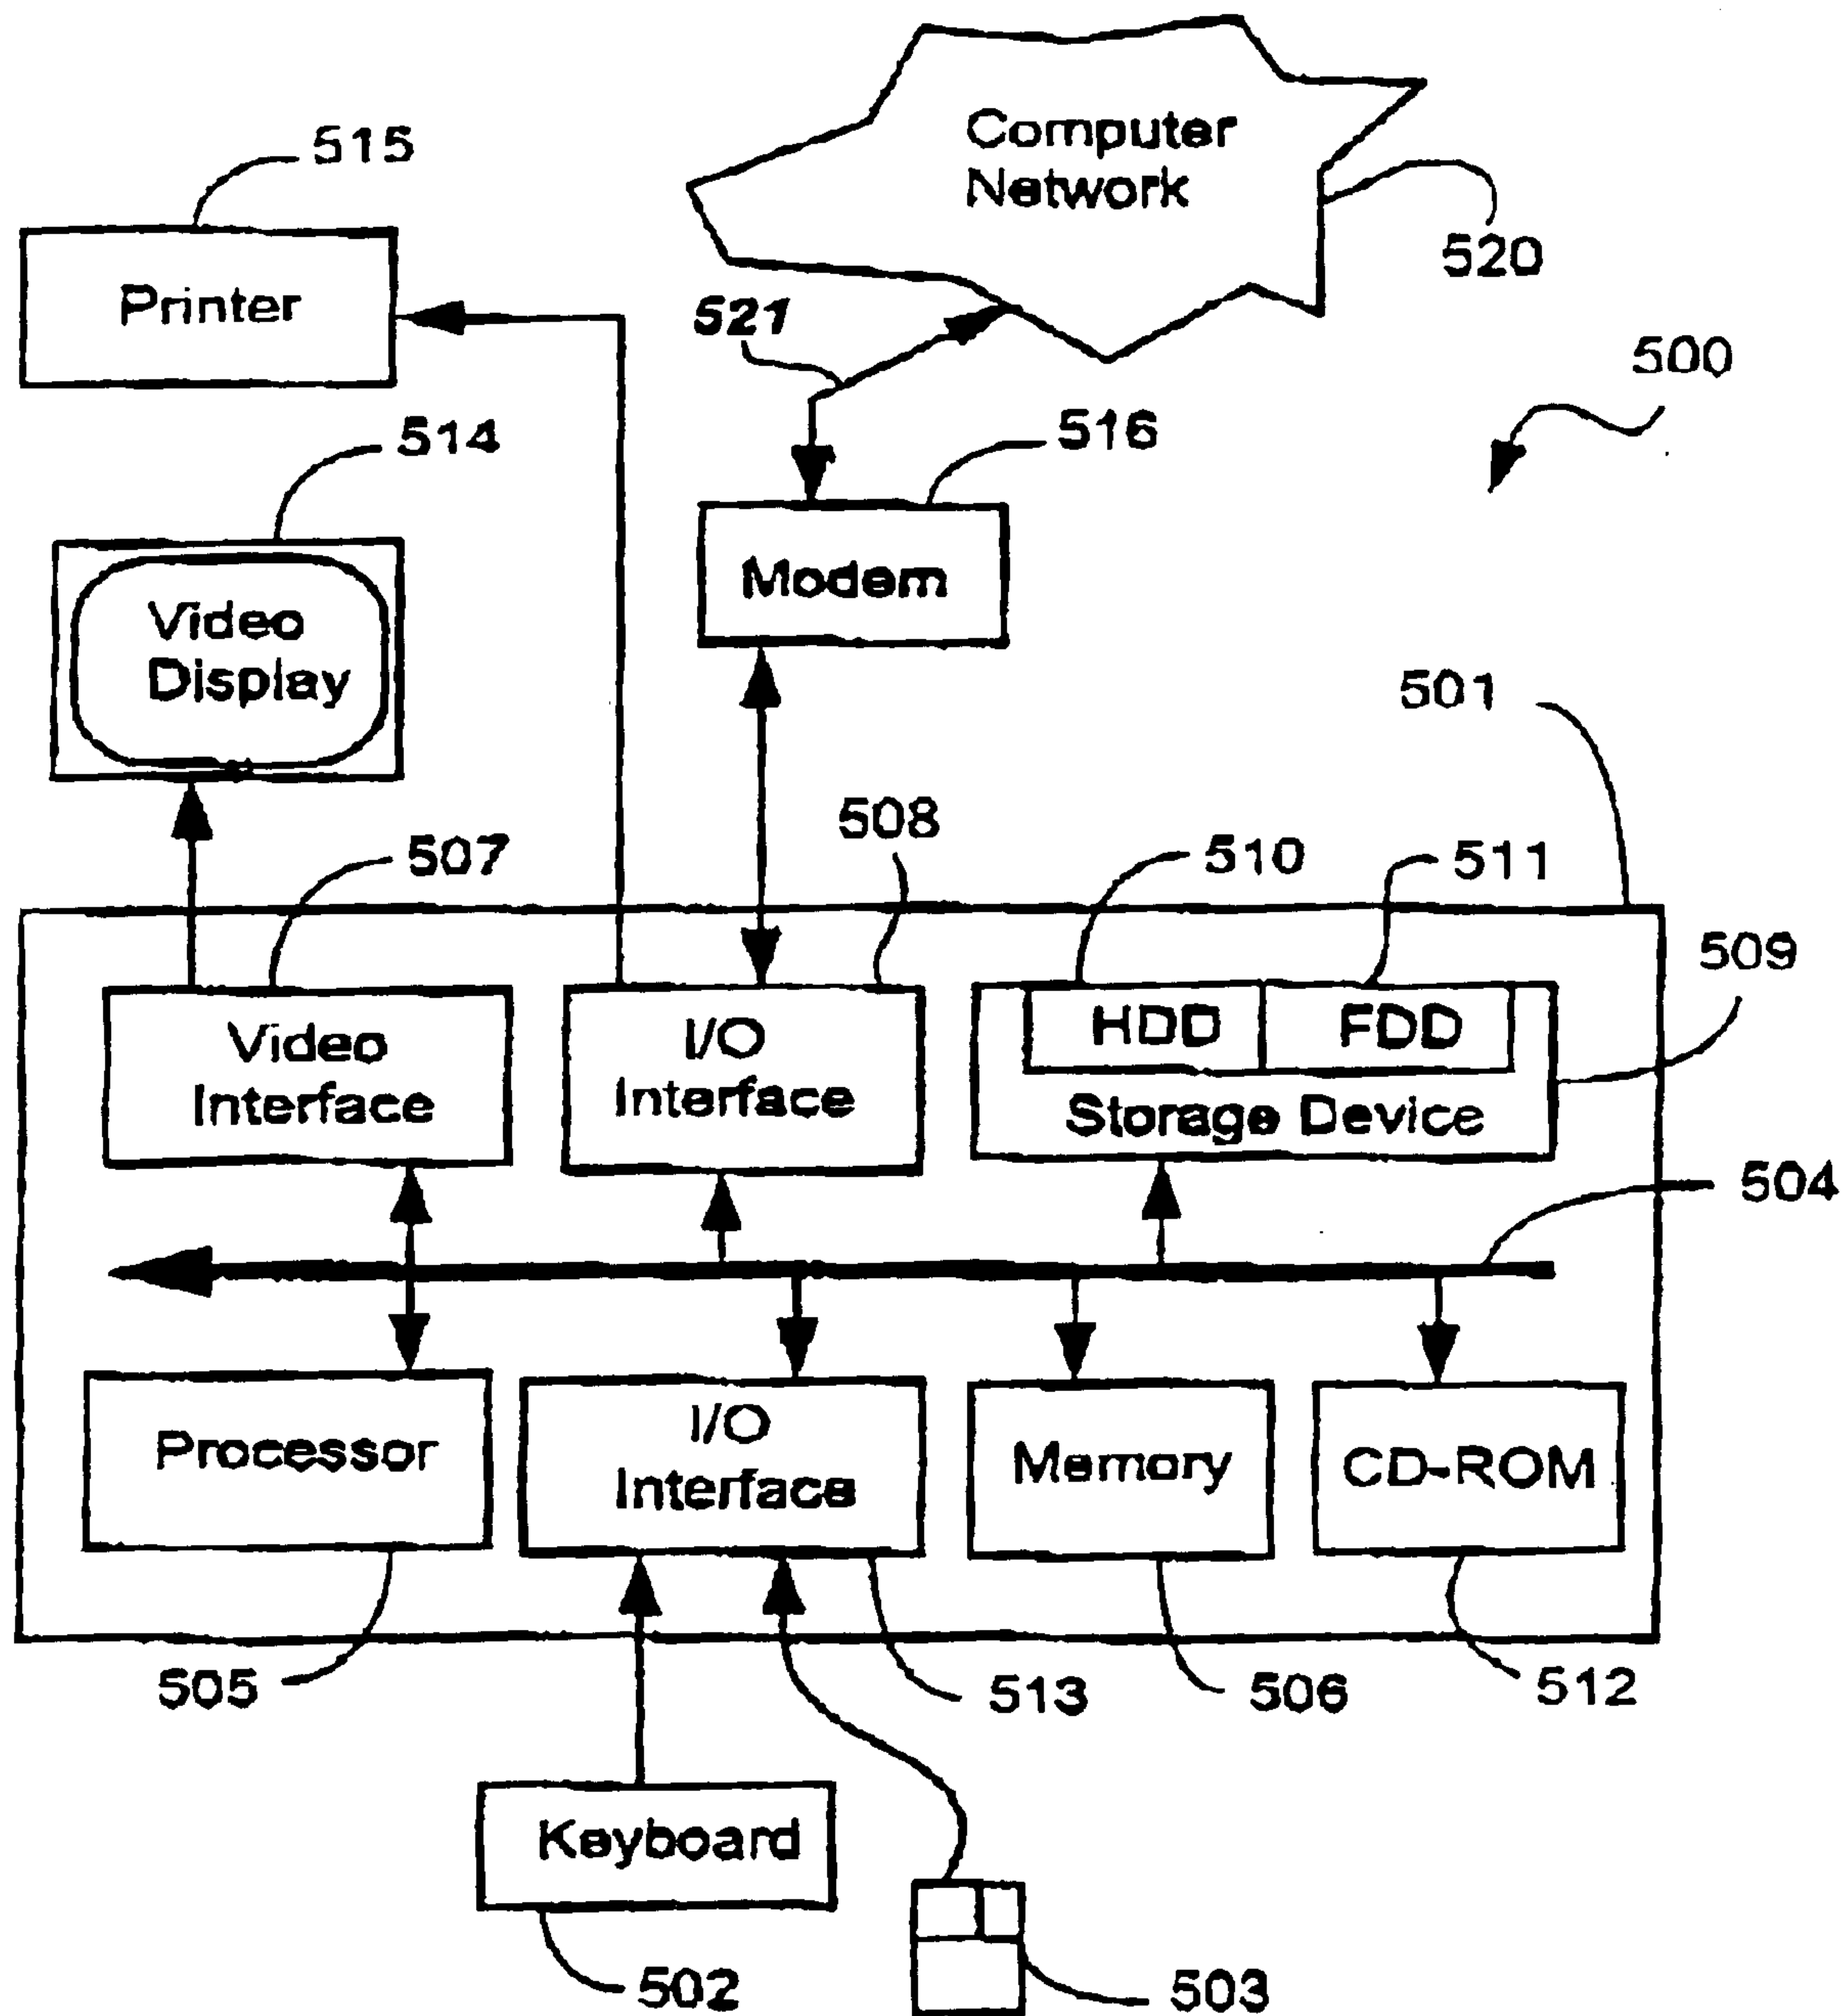 Computer
Network
515
520
Printer
521
500
514
516
Modem
Video
Display
501
508
507
510
511
509
Video
Interface
I/O
Interface
HDD
FDD
Storage Device
504
Processor
I/O
Interface
Memory
CD-ROM
505
513
506
512
Keyboard
502
503